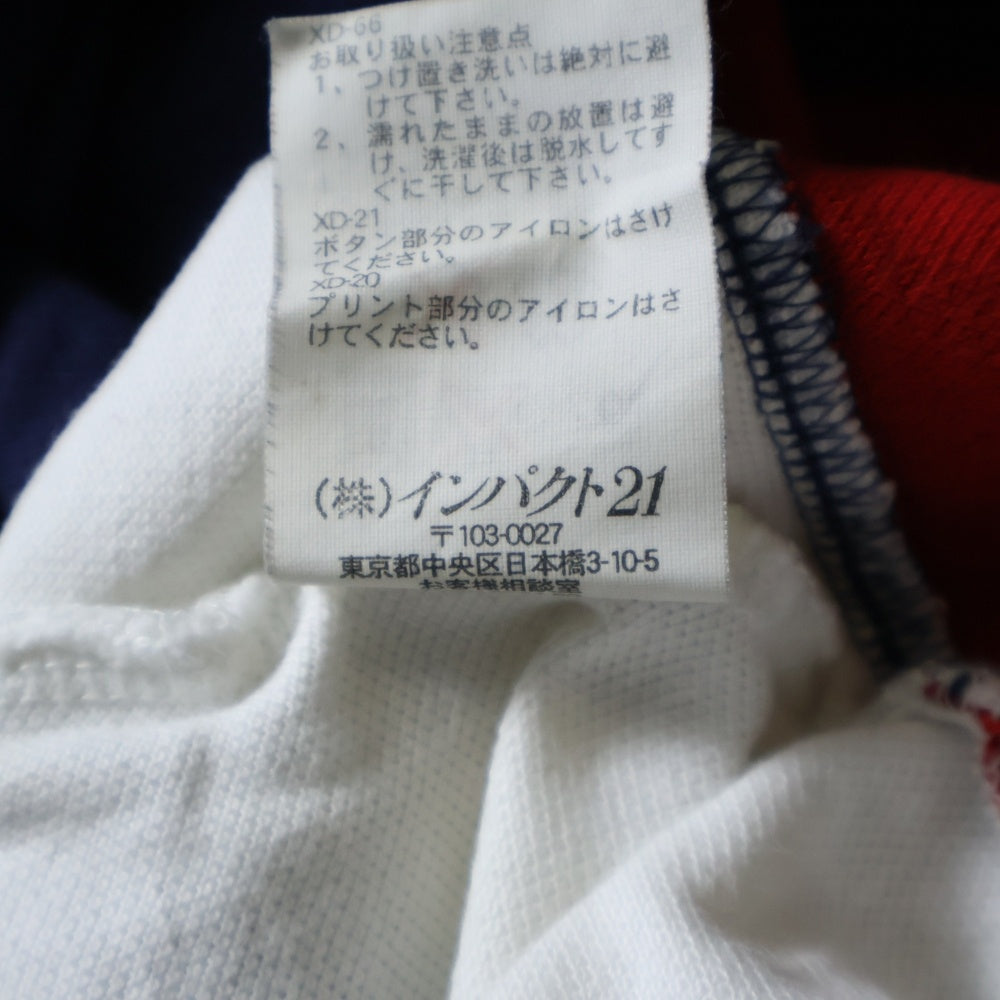 XD-66
お取り扱い注意点
1、つけ置き洗いは絶対に避
けて下さい。
2、濡れたままの放置は避
け、洗濯後は脱水してす
ぐに干して下さい。
XD-21
ボタン部分のアイロンはさけ
てください。
XD-20
プリント部分のアイロンはさ
けてください。
(株)インパクト21
〒103-0027
東京都中央区日本橋3-10-5
お客様相談室